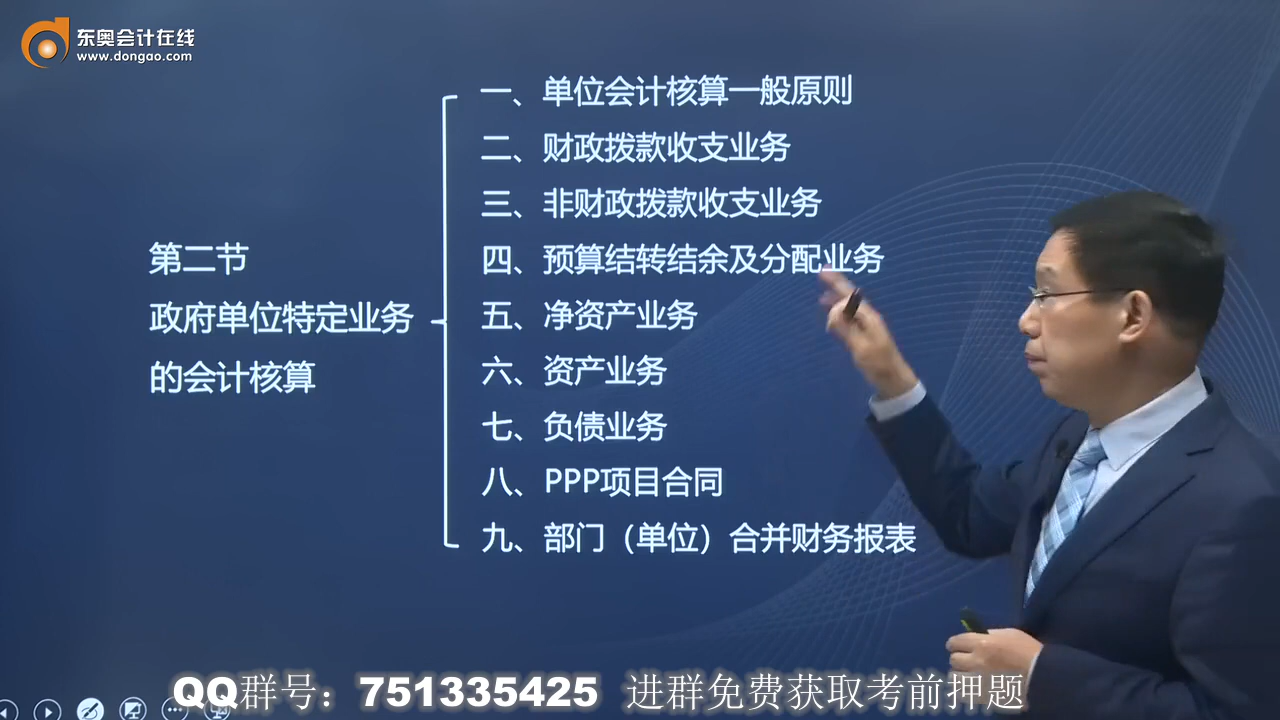 东奥会计在线
www.dongao.com
一、单位会计核算一般原则
二、财政拨款收支业务
三、非财政拨款收支业务
四、预算结转结余及分配业务
五、净资产业务
六、资产业务
七、负债业务
八、PPP项目合同
九、部门（单位）合并财务报表
第二节
政府单位特定业务
的会计核算
QQ群号：751335425 进群免费获取考前押题